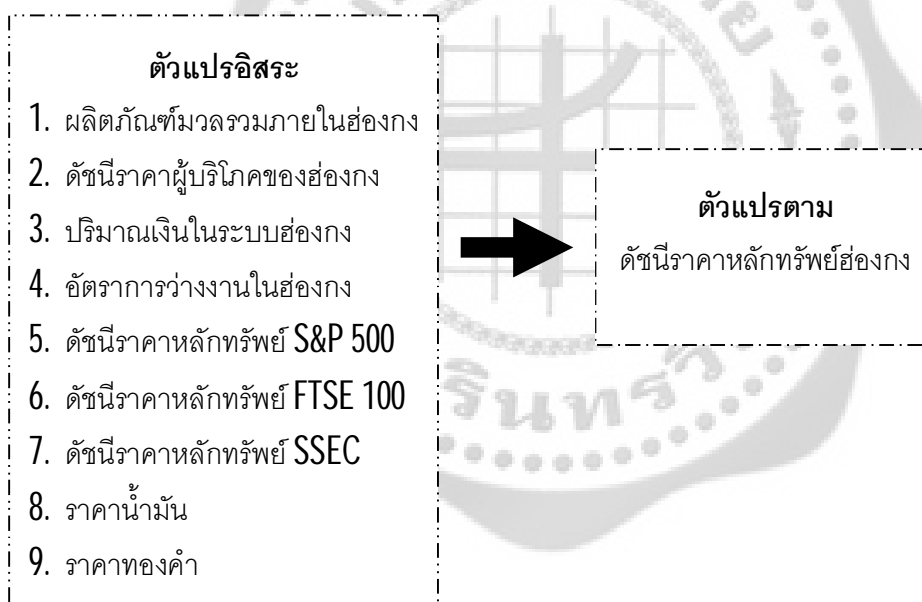 ตัวแปรอิสระ
1. ผลิตภัณฑ์มวลรวมภายในฮ่องกง
2. ดัชนีราคาผู้บริโภคของฮ่องกง
3. ปริมาณเงินในระบบฮ่องกง
4. อัตราการว่างงานในฮ่องกง
5. ดัชนีราคาหลักทรัพย์ S&P 500
6. ดัชนีราคาหลักทรัพย์ FTSE 100
7. ดัชนีราคาหลักทรัพย์ SSEC
8. ราคาน้ำมัน
9. ราคาทองคำ
ตัวแปรตาม
ดัชนีราคาหลักทรัพย์ฮ่องกง